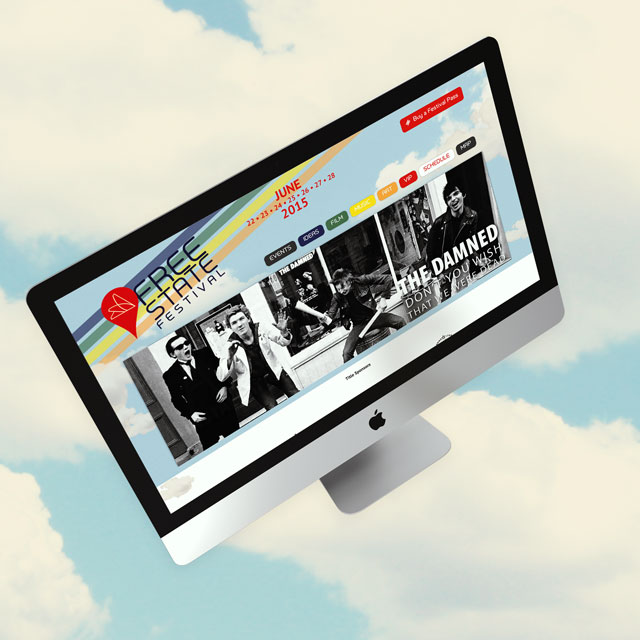 # Buy a Festival Pass
JUNE
22 • 23 • 24 • 25 • 26 • 27 • 28
2015
FREE
STATE
FESTIVAL
EVENTS
IDEAS
FILM
MUSIC
ART
VIP
SCHEDULE
MAP
THE DAMNED
THE DAMNED
DON'T YOU WISH
THAT WE WERE DEAD
Title Sponsors